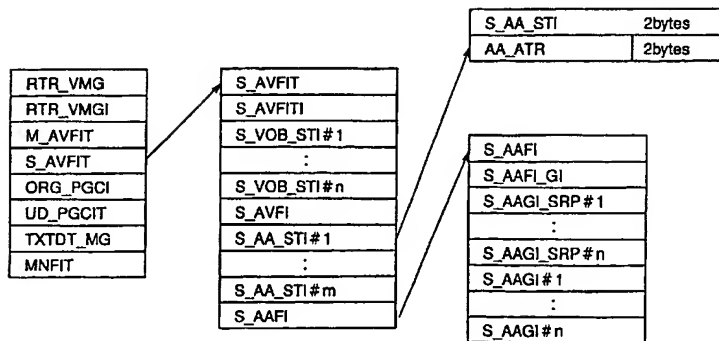 RTR_VMG
RTR_VMGI
M_AVFIT
S_AVFIT
ORG_PGCI
UD_PGCIT
TXTDT_MG
MNFIT
S_AVFIT
S_AVFITI
S_VOB_STI#1
:
S_VOB_STI#n
S_AVFI
S_AA_STI#1
:
S_AA_STI#m
S_AAFI
S_AA_STI 2bytes
AA_ATR 2bytes
S_AAFI
S_AAFI_GI
S_AAGI_SRP#1
:
S_AAGI_SRP#n
S_AAGI#1
:
S_AAGI#n